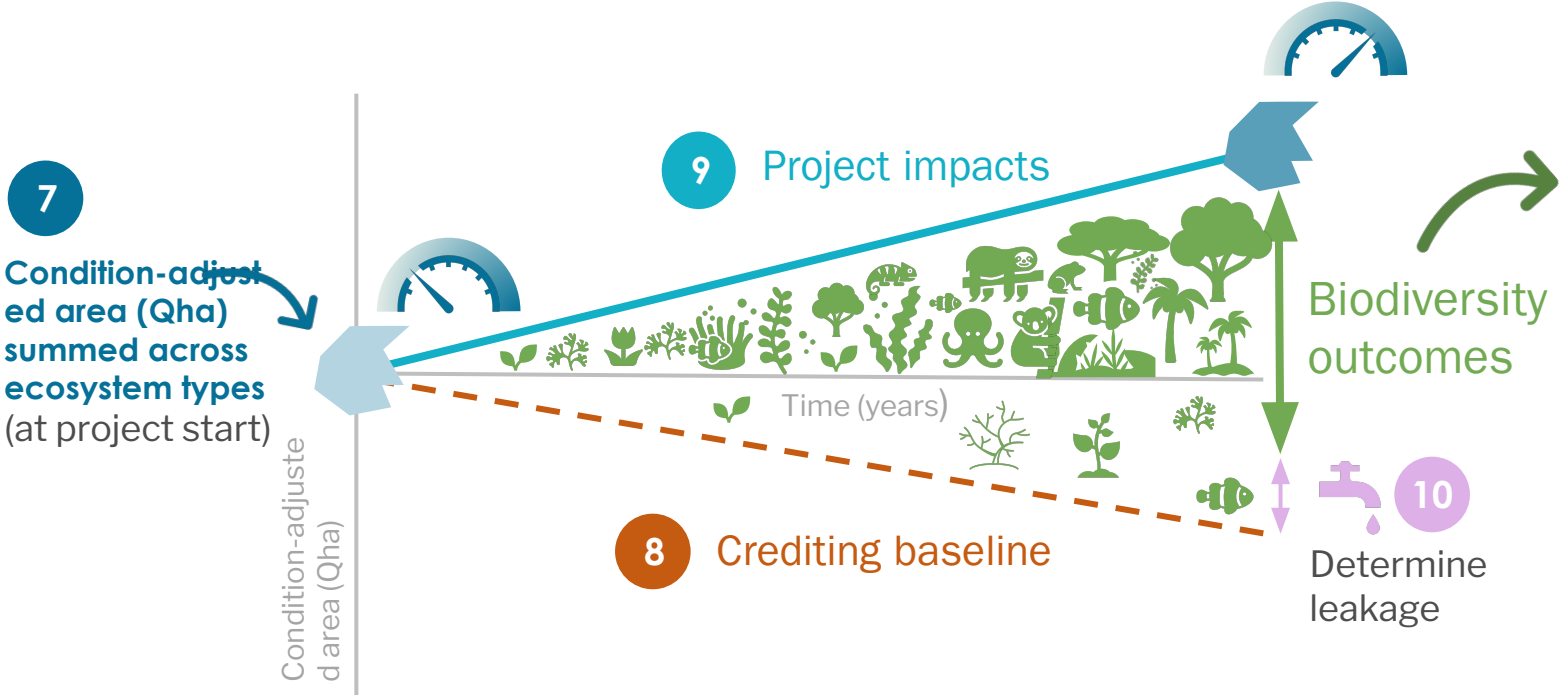 7
Condition-adjust
ed area (Qha)
summed across
ecosystem types
(at project start)
Condition-adjuste
d area (Qha)
9
Project impacts
Time (years)
8
Crediting baseline
Biodiversity
outcomes
10
Determine
leakage